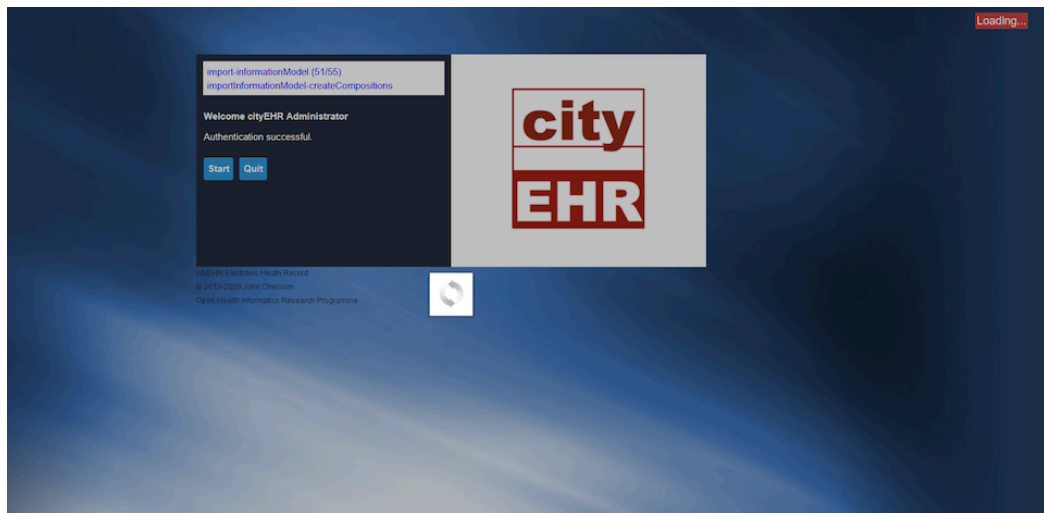 Loading...
import-informationModel (51/55)
importInformationModel-createCompositions
Welcome cityEHR Administrator
Authentication successful.
Start Quit
city
EHR
cityEHR Electronic Heath Record
© 2013-2020 John Chelsom
Open Health Informatics Research Programme